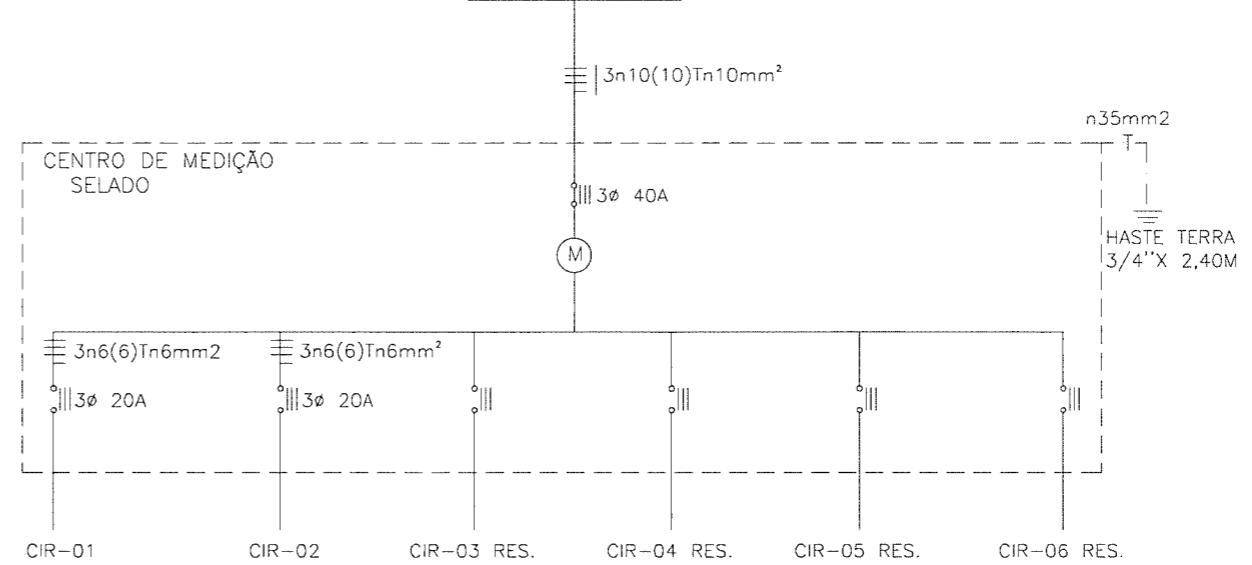 3n10(10)Tn10mm²
n35mm2
CENTRO DE MEDIÇÃO
SELADO
3ø 40A
M
HASTE TERRA
3/4''X 2,40M
3n6(6)Tn6mm2
3n6(6)Tn6mm²
3ø 20A
3ø 20A
CIR-01
CIR-02
CIR-03 RES.
CIR-04 RES.
CIR-05 RES.
CIR-06 RES.